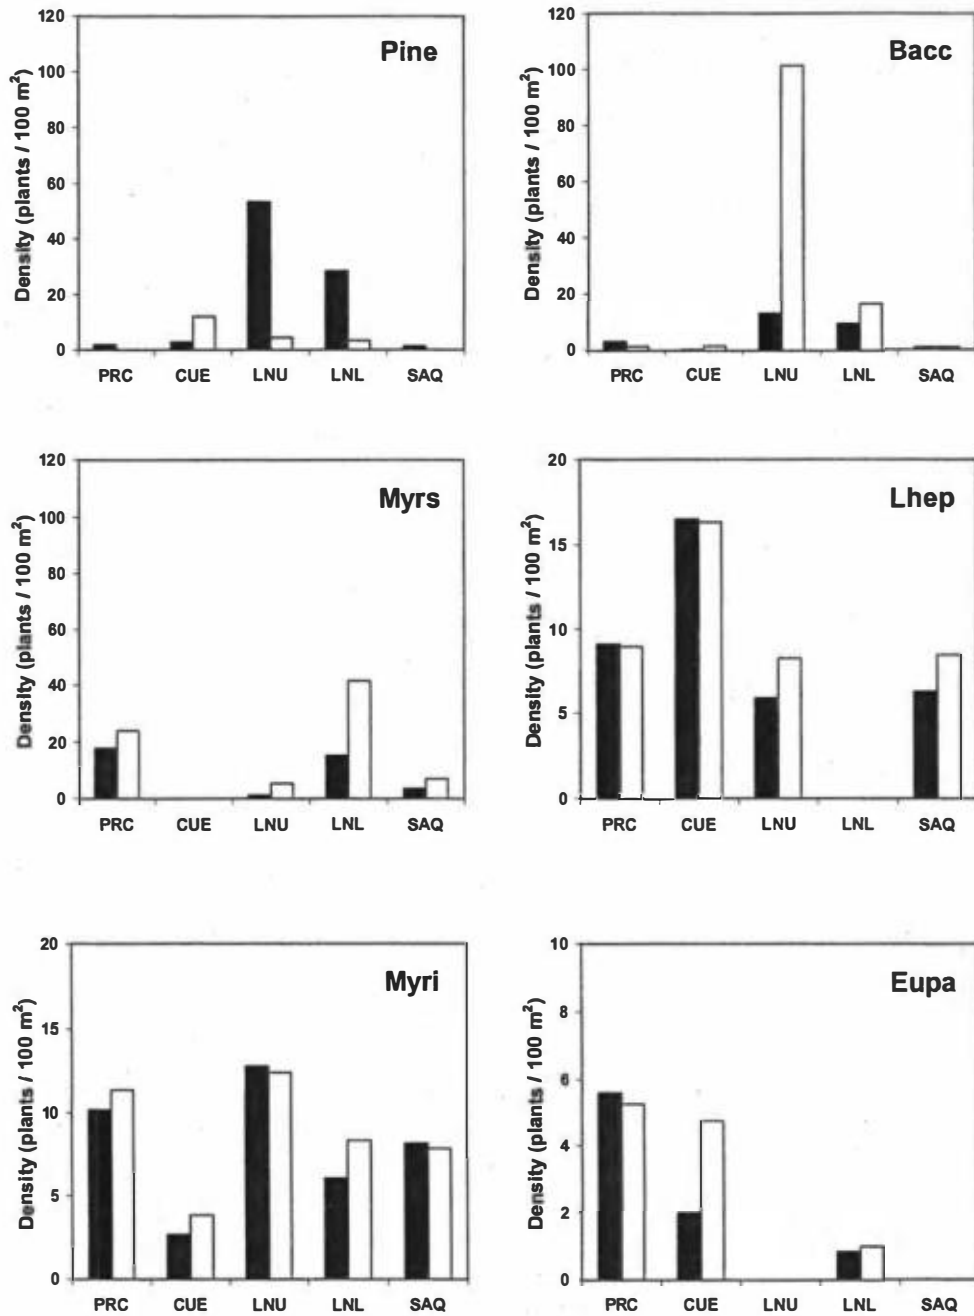 Pine
Density (plants / 100 m²)
120
100
80
60
40
20
0
PRC CUE LNU LNL SAQ
Bacc
Density (plants / 100 m²)
120
100
80
60
40
20
0
PRC CUE LNU LNL SAQ
Myrs
Density (plants / 100 m²)
120
100
80
60
40
20
0
PRC CUE LNU LNL SAQ
Lhep
Density (plants / 100 m²)
20
15
10
5
0
PRC CUE LNU LNL SAQ
Myri
Density (plants / 100 m²)
20
15
10
5
0
PRC CUE LNU LNL SAQ
Eupa
Density (plants / 100 m²)
10
8
6
4
2
0
PRC CUE LNU LNL SAQ